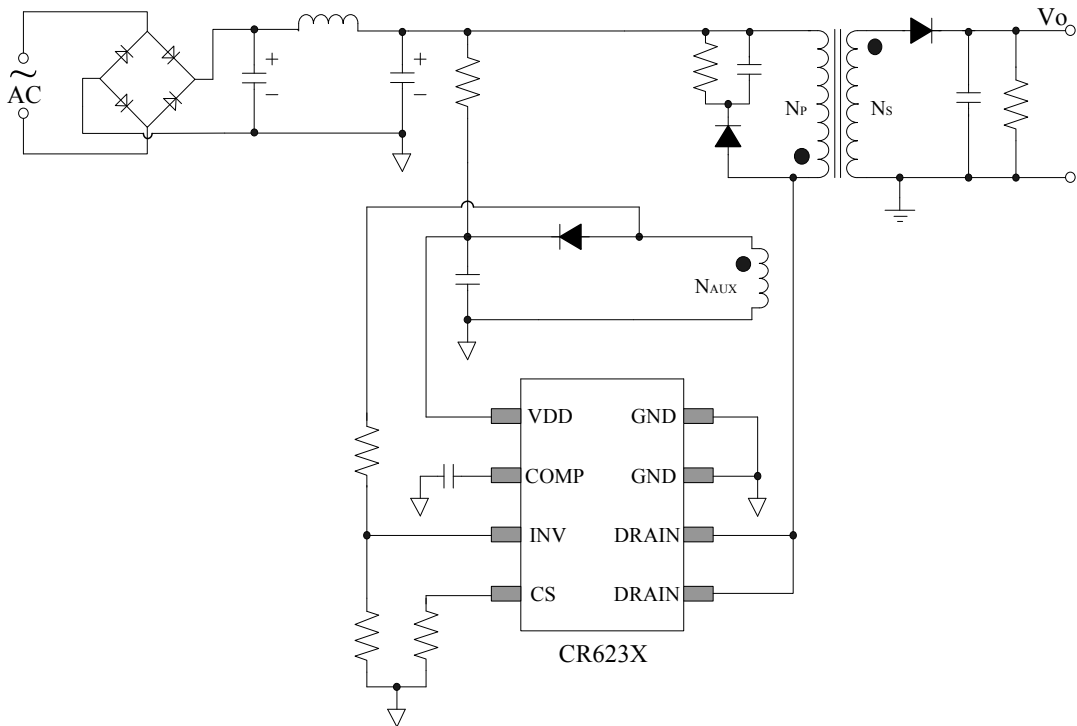 Vo
~
AC
+
−
+
−
NP
NS
NAUX
VDD
GND
COMP
GND
INV
DRAIN
CS
DRAIN
CR623X